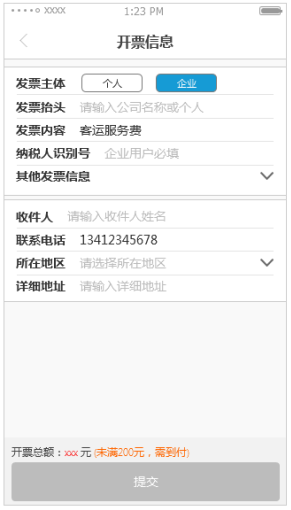 XXXX 1:23 PM
开票信息
发票主体 个人 企业
发票抬头 请输入公司名称或个人
发票内容 客运服务费
纳税人识别号 企业用户必填
其他发票信息
收件人 请输入收件人姓名
联系电话 13412345678
所在地区 请选择所在地区
详细地址 请输入详细地址
开票总额：xxx 元 (未满200元，需到付)
提交